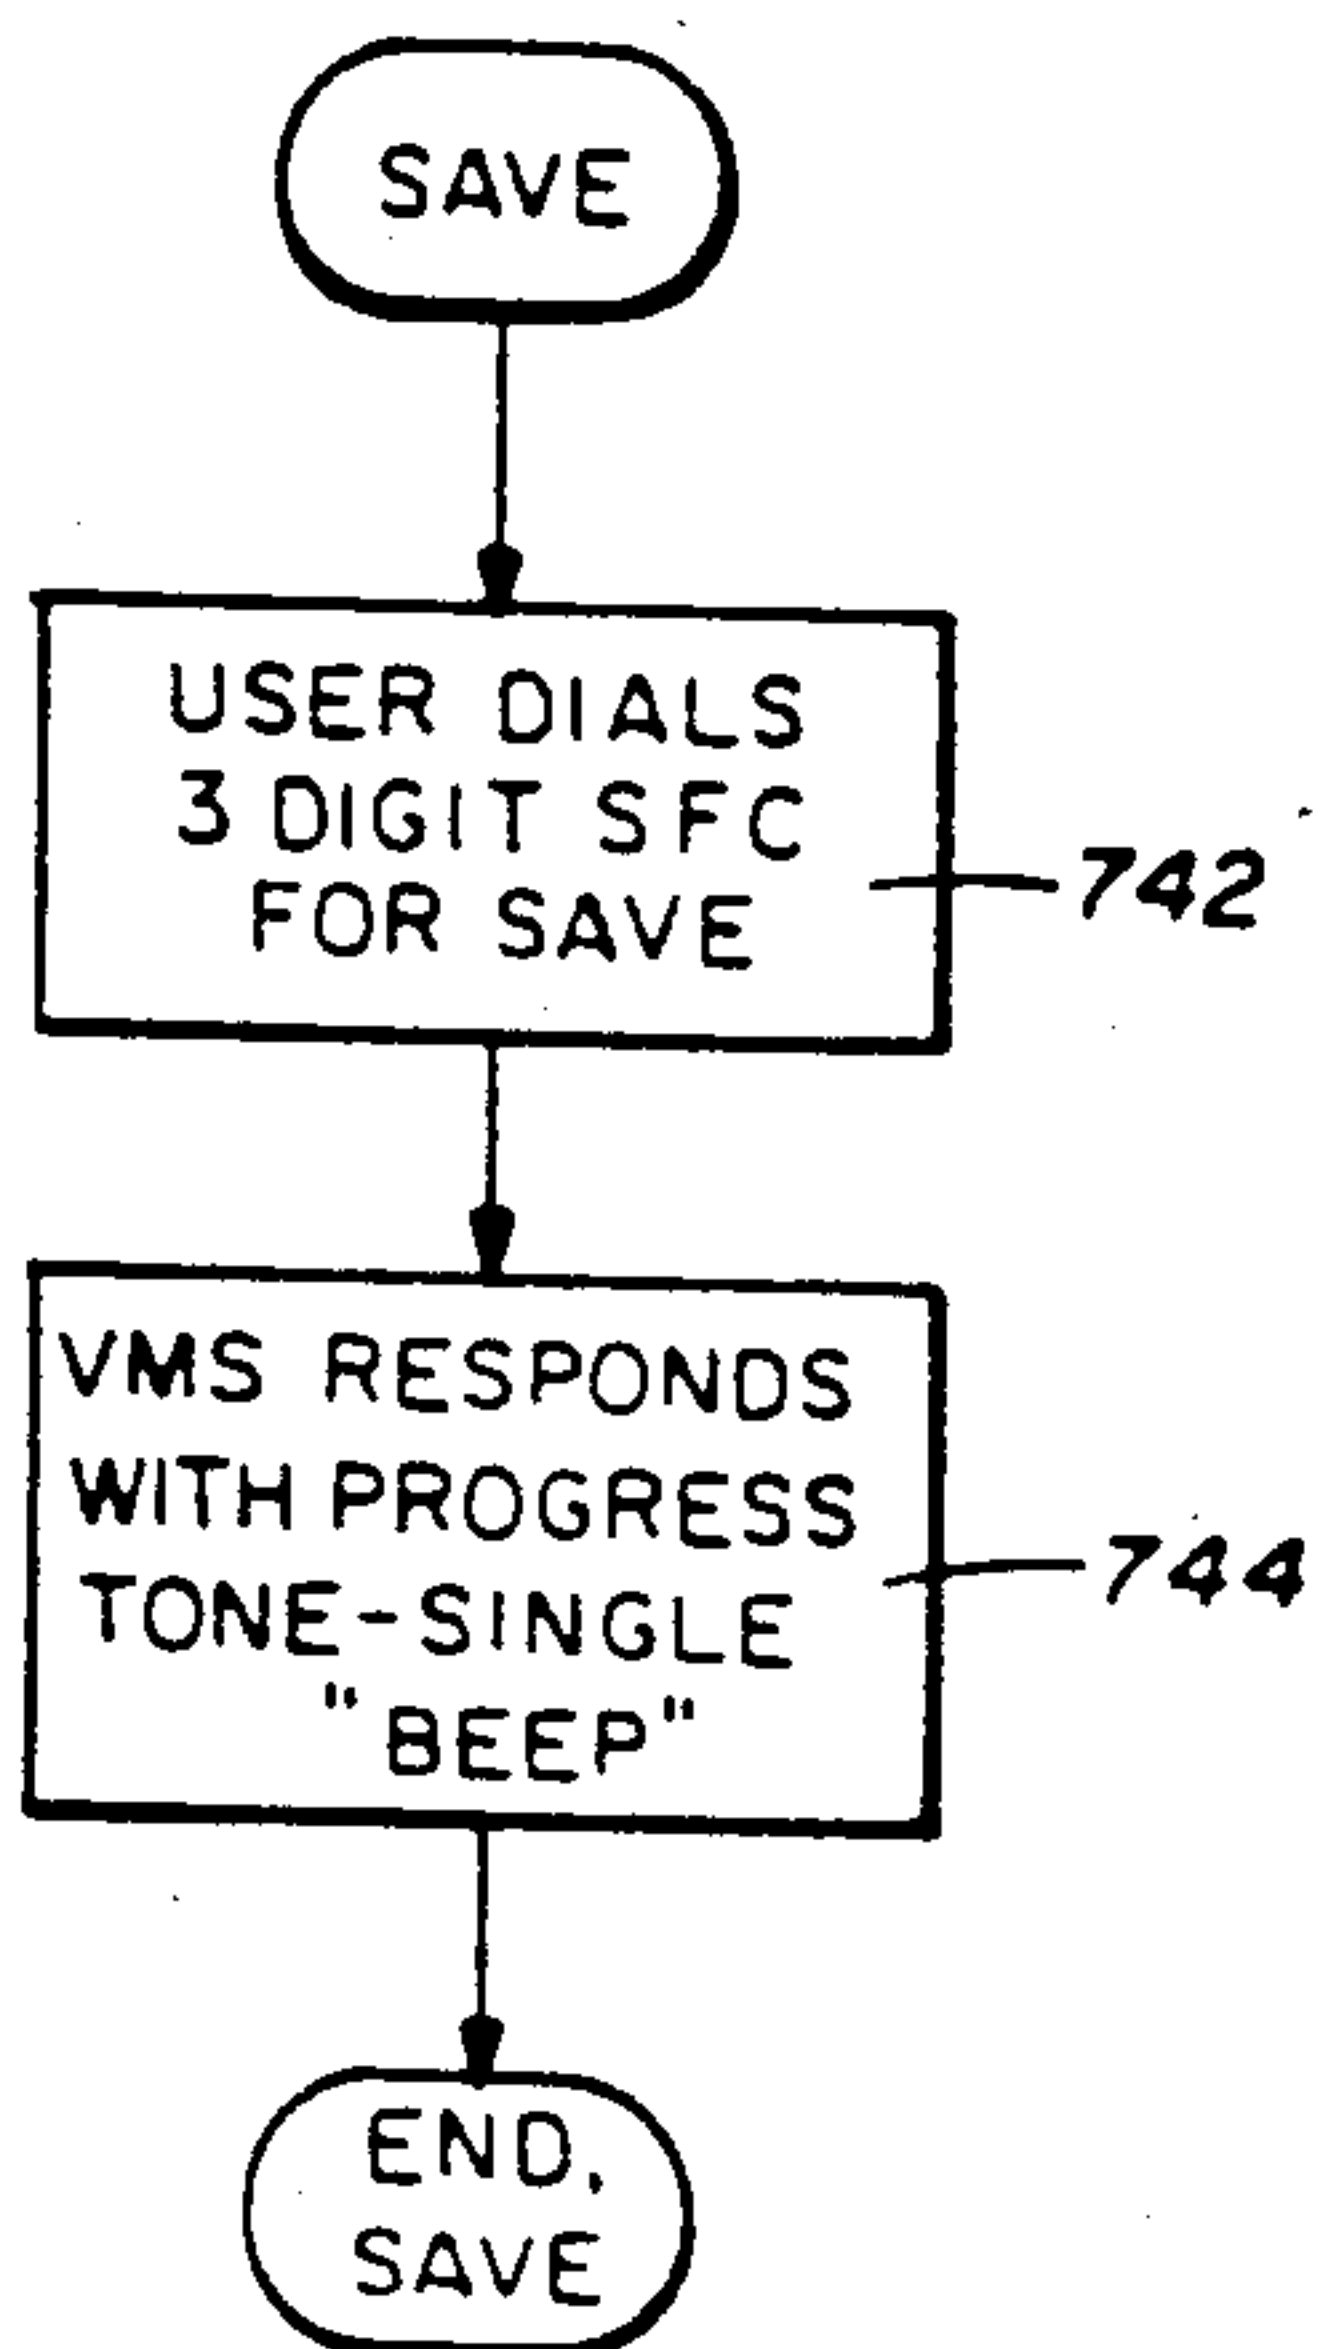 SAVE
USER DIALS
3 DIGIT SFC
FOR SAVE
742
VMS RESPONDS
WITH PROGRESS
TONE-SINGLE
"BEEP"
744
END,
SAVE